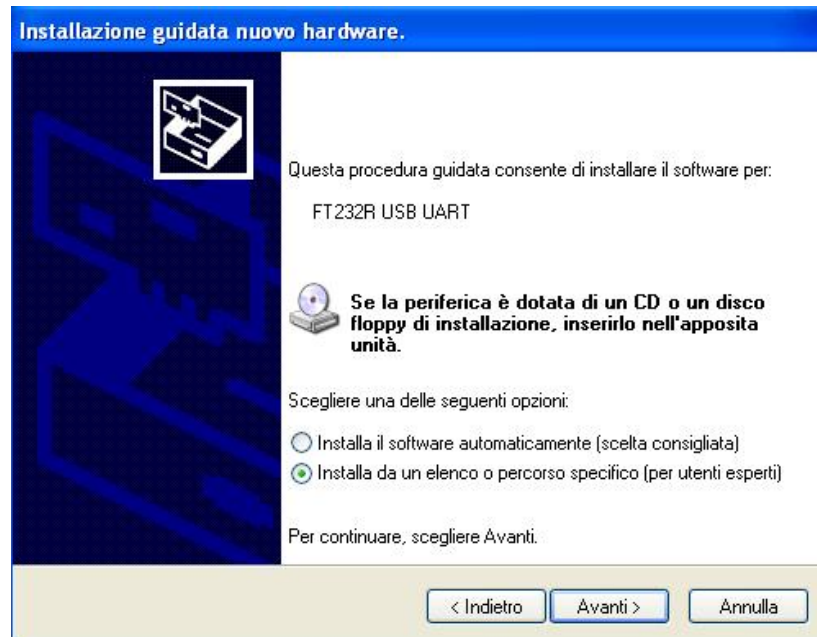 Installazione guidata nuovo hardware.
Questa procedura guidata consente di installare il software per:
FT232R USB UART
Se la periferica è dotata di un CD o un disco
floppy di installazione, inserirlo nell'apposita
unità.
Scegliere una delle seguenti opzioni:
Installa il software automaticamente (scelta consigliata)
Installa da un elenco o percorso specifico (per utenti esperti)
Per continuare, scegliere Avanti.
< Indietro
Avanti >
Annulla